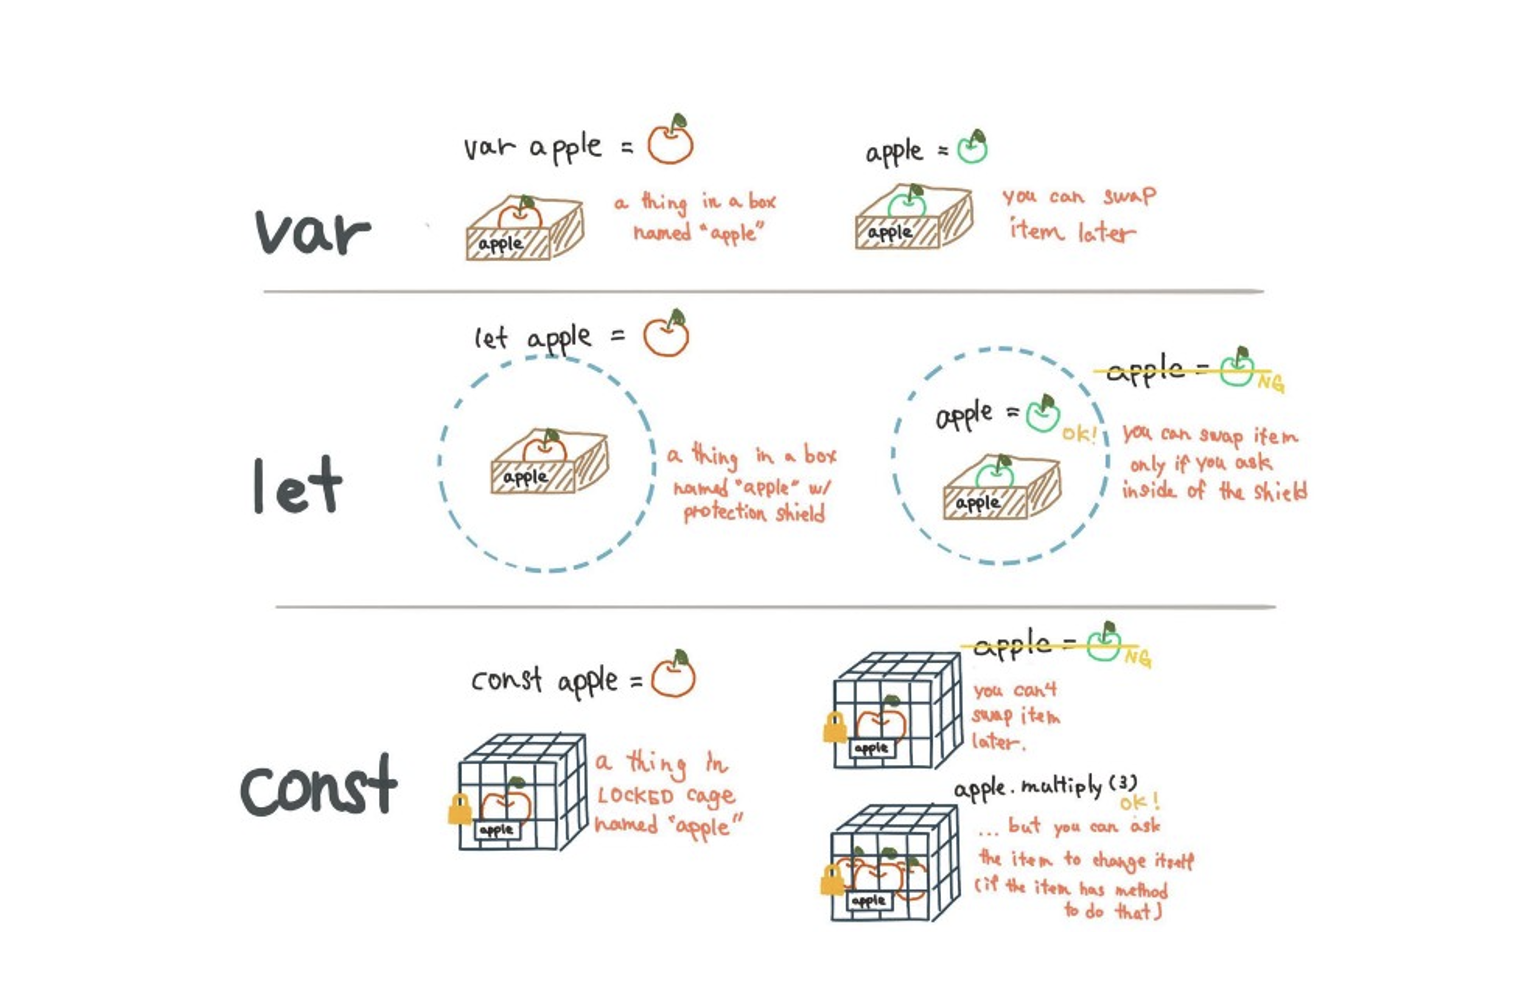 var
var apple =
apple
a thing in a box
named "apple"
apple =
apple
you can swap
item later
let
let apple =
apple
a thing in a box
named "apple" w/
protection shield
apple =
NG
apple =
OK!
apple
you can swap item
only if you ask
inside of the shield
const
const apple =
apple
a thing in
LOCKED cage
named "apple"
apple =
NG
apple
you can't
swap item
later.
apple.multiply(3)
OK!
apple
... but you can ask
the item to change itself
(if the item has method
to do that)